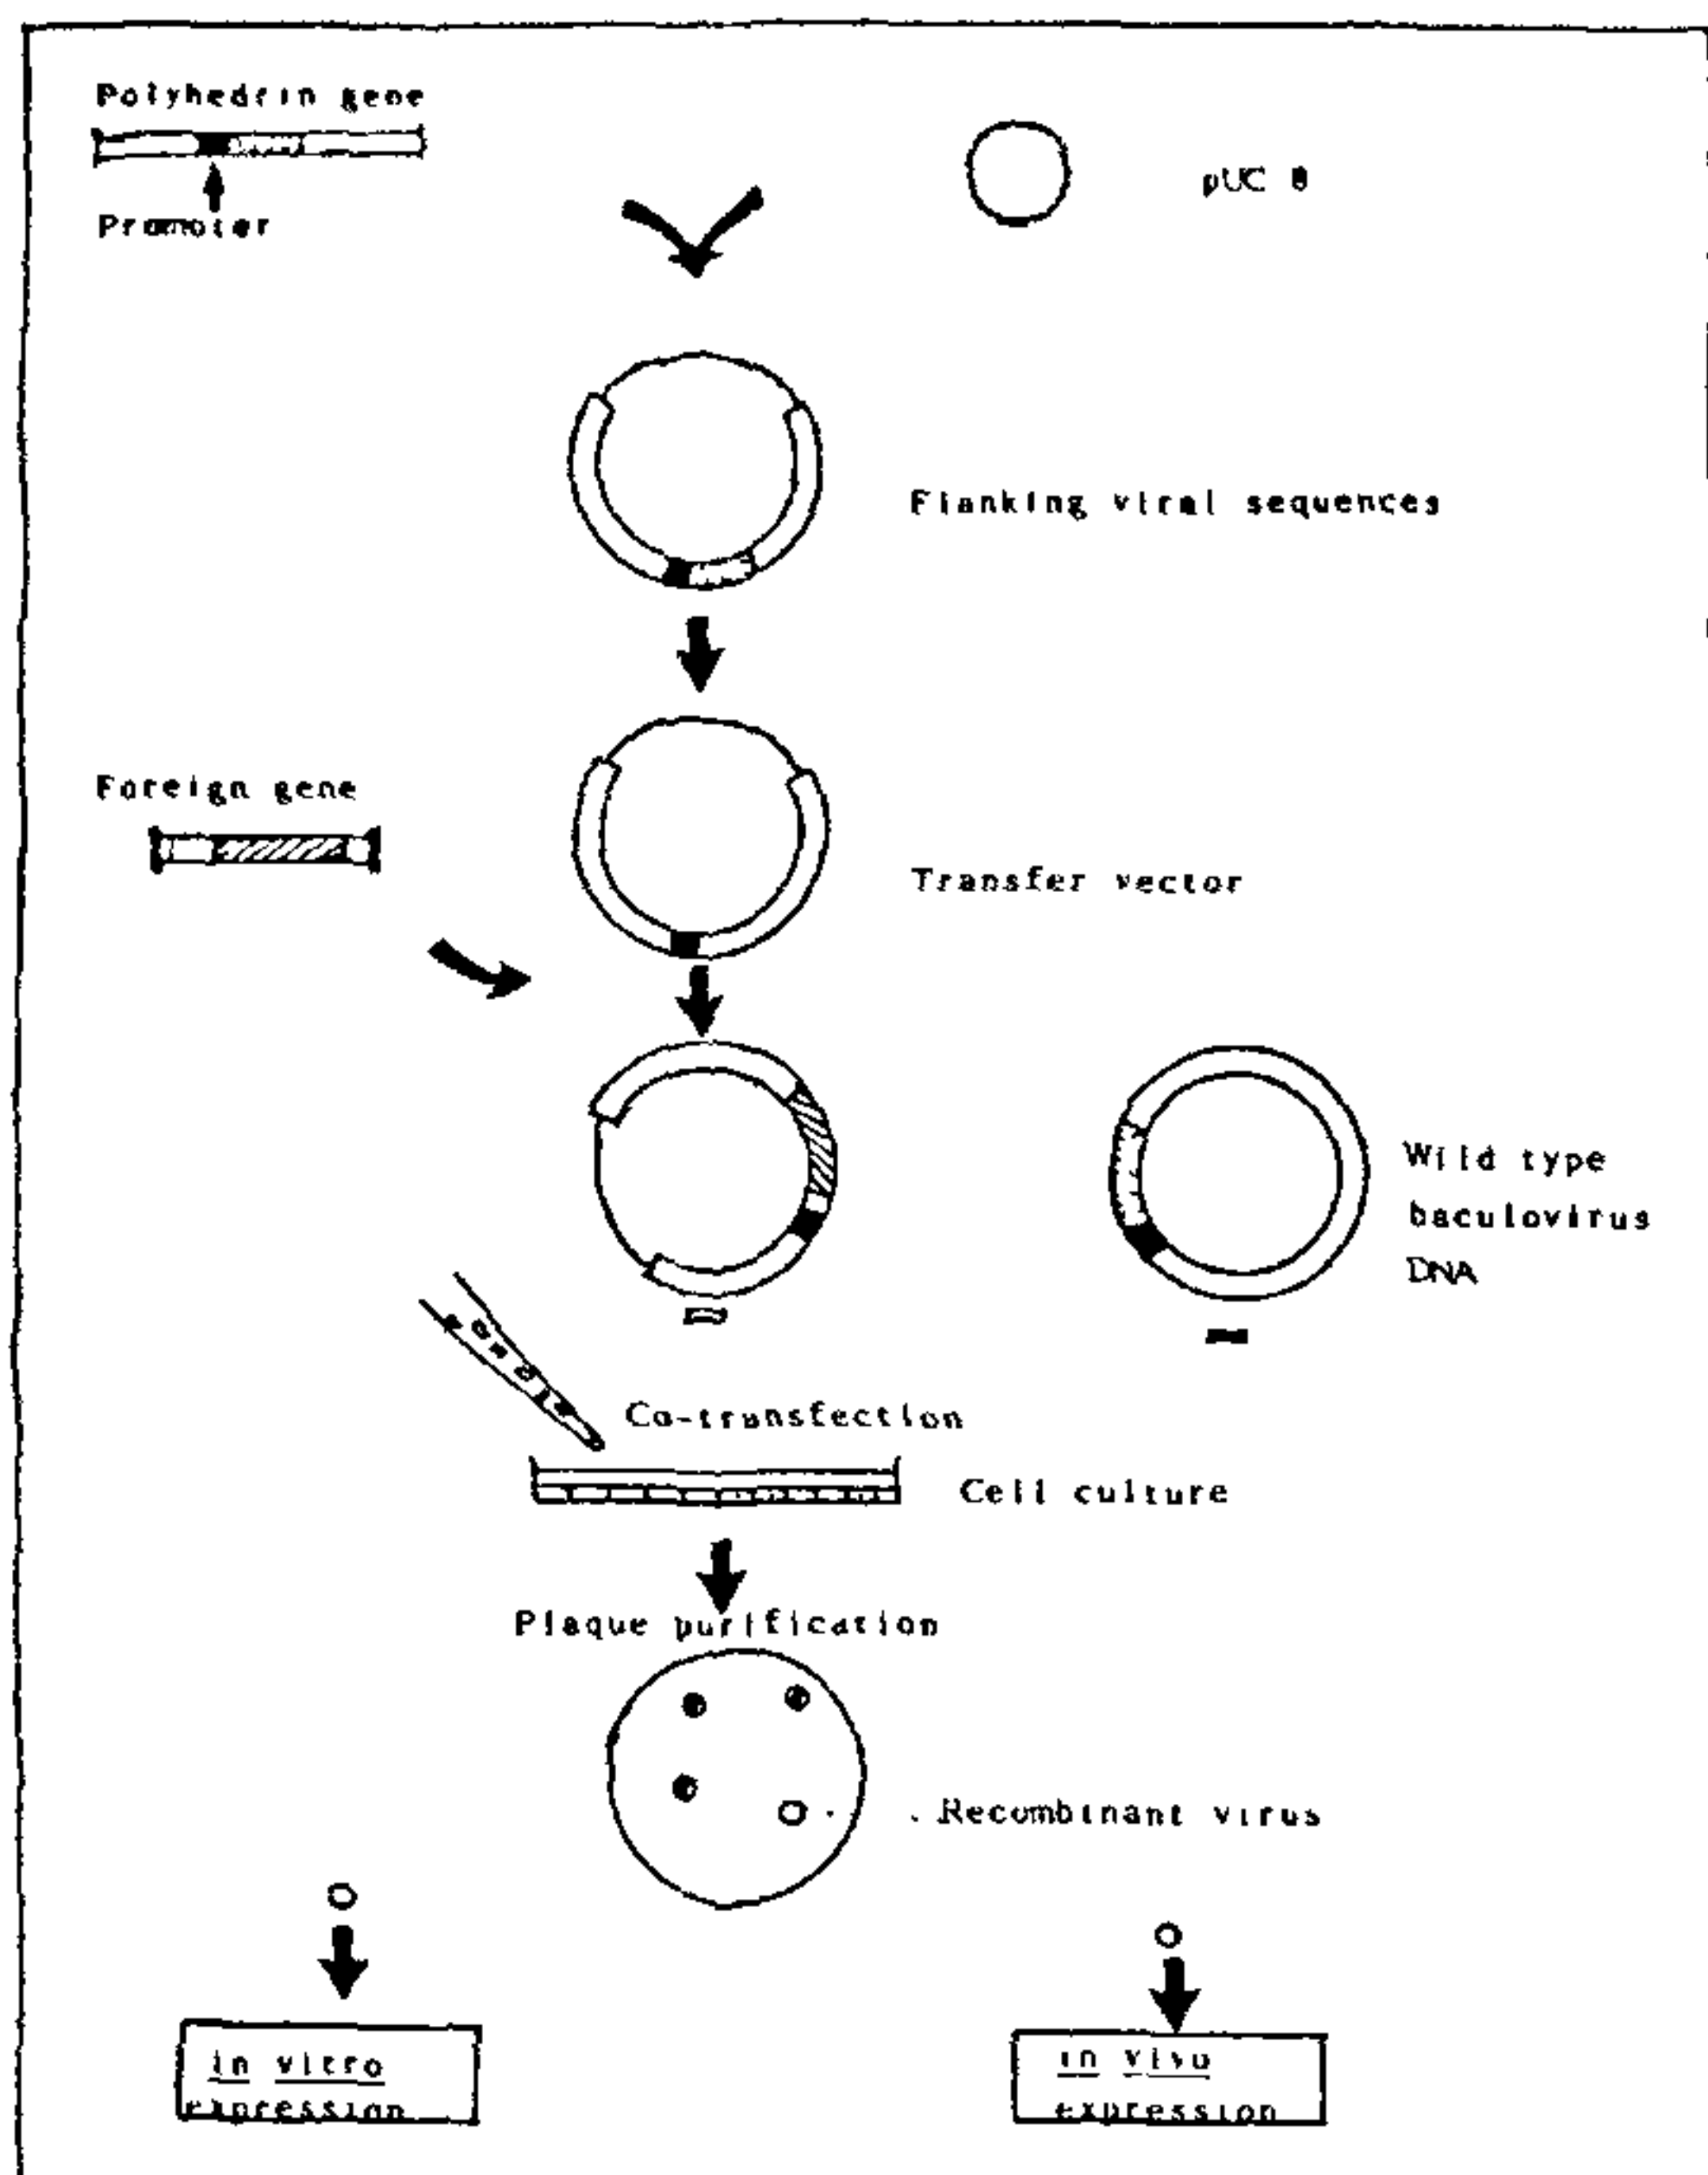 Polyhedrin gene
Promoter
pUC 8
Flanking viral sequences
Foreign gene
Transfer vector
Wild type
baculovirus
DNA
Co-transfection
Cell culture
Plaque purification
Recombinant virus
in vitro
expression
in vivo
expression